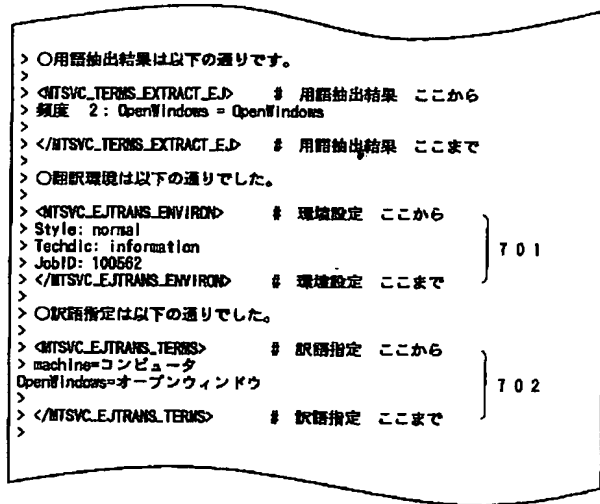 > ○用語抽出結果は以下の通りです。
>
> <MTSVC_TERMS_EXTRACT_EJ> # 用語抽出結果 ここから
> 頻度 2: OpenWindows = OpenWindows
>
> </MTSVC_TERMS_EXTRACT_EJ> # 用語抽出結果 ここまで
>
> ○翻訳環境は以下の通りでした。
>
> <MTSVC_EJTRANS_ENVIRON> # 環境設定 ここから
> Style: normal
> Techdic: information
> JobID: 100562
> </MTSVC_EJTRANS_ENVIRON> # 環境設定 ここまで
701
>
> ○訳語指定は以下の通りでした。
>
> <MTSVC_EJTRANS_TERMS> # 訳語指定 ここから
> machine=コンピュータ
OpenWindows=オープンウィンドウ
>
> </MTSVC_EJTRANS_TERMS> # 訳語指定 ここまで
702
>